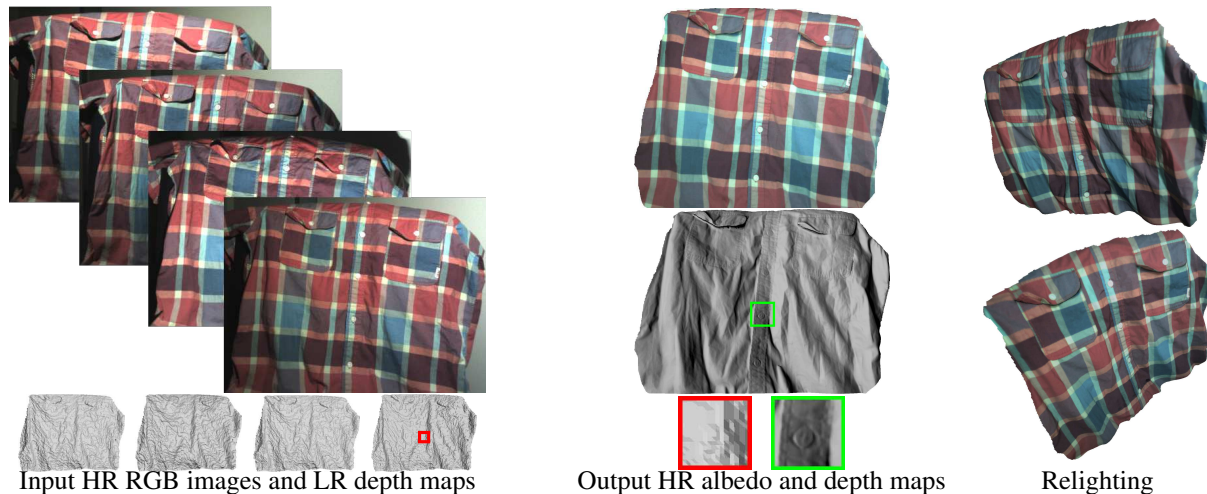 Input HR RGB images and LR depth maps
Output HR albedo and depth maps
Relighting